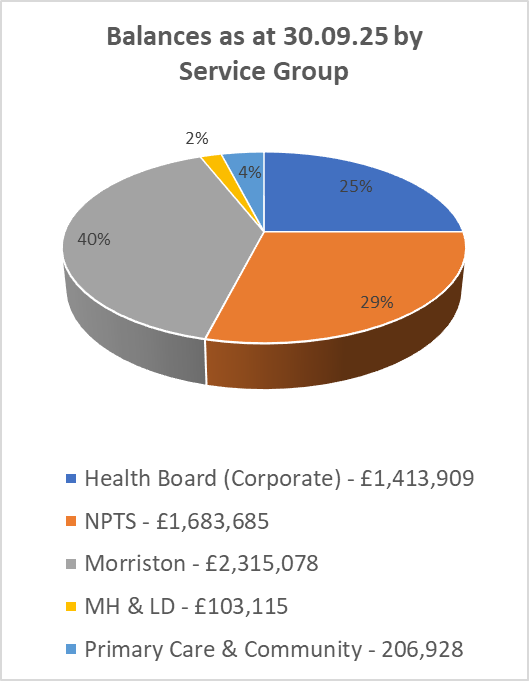 Balances as at 30.09.25 by
Service Group
2%
4%
25%
40%
29%
Health Board (Corporate) - £1,413,909
NPTS - £1,683,685
Morriston - £2,315,078
MH & LD - £103,115
Primary Care & Community - 206,928